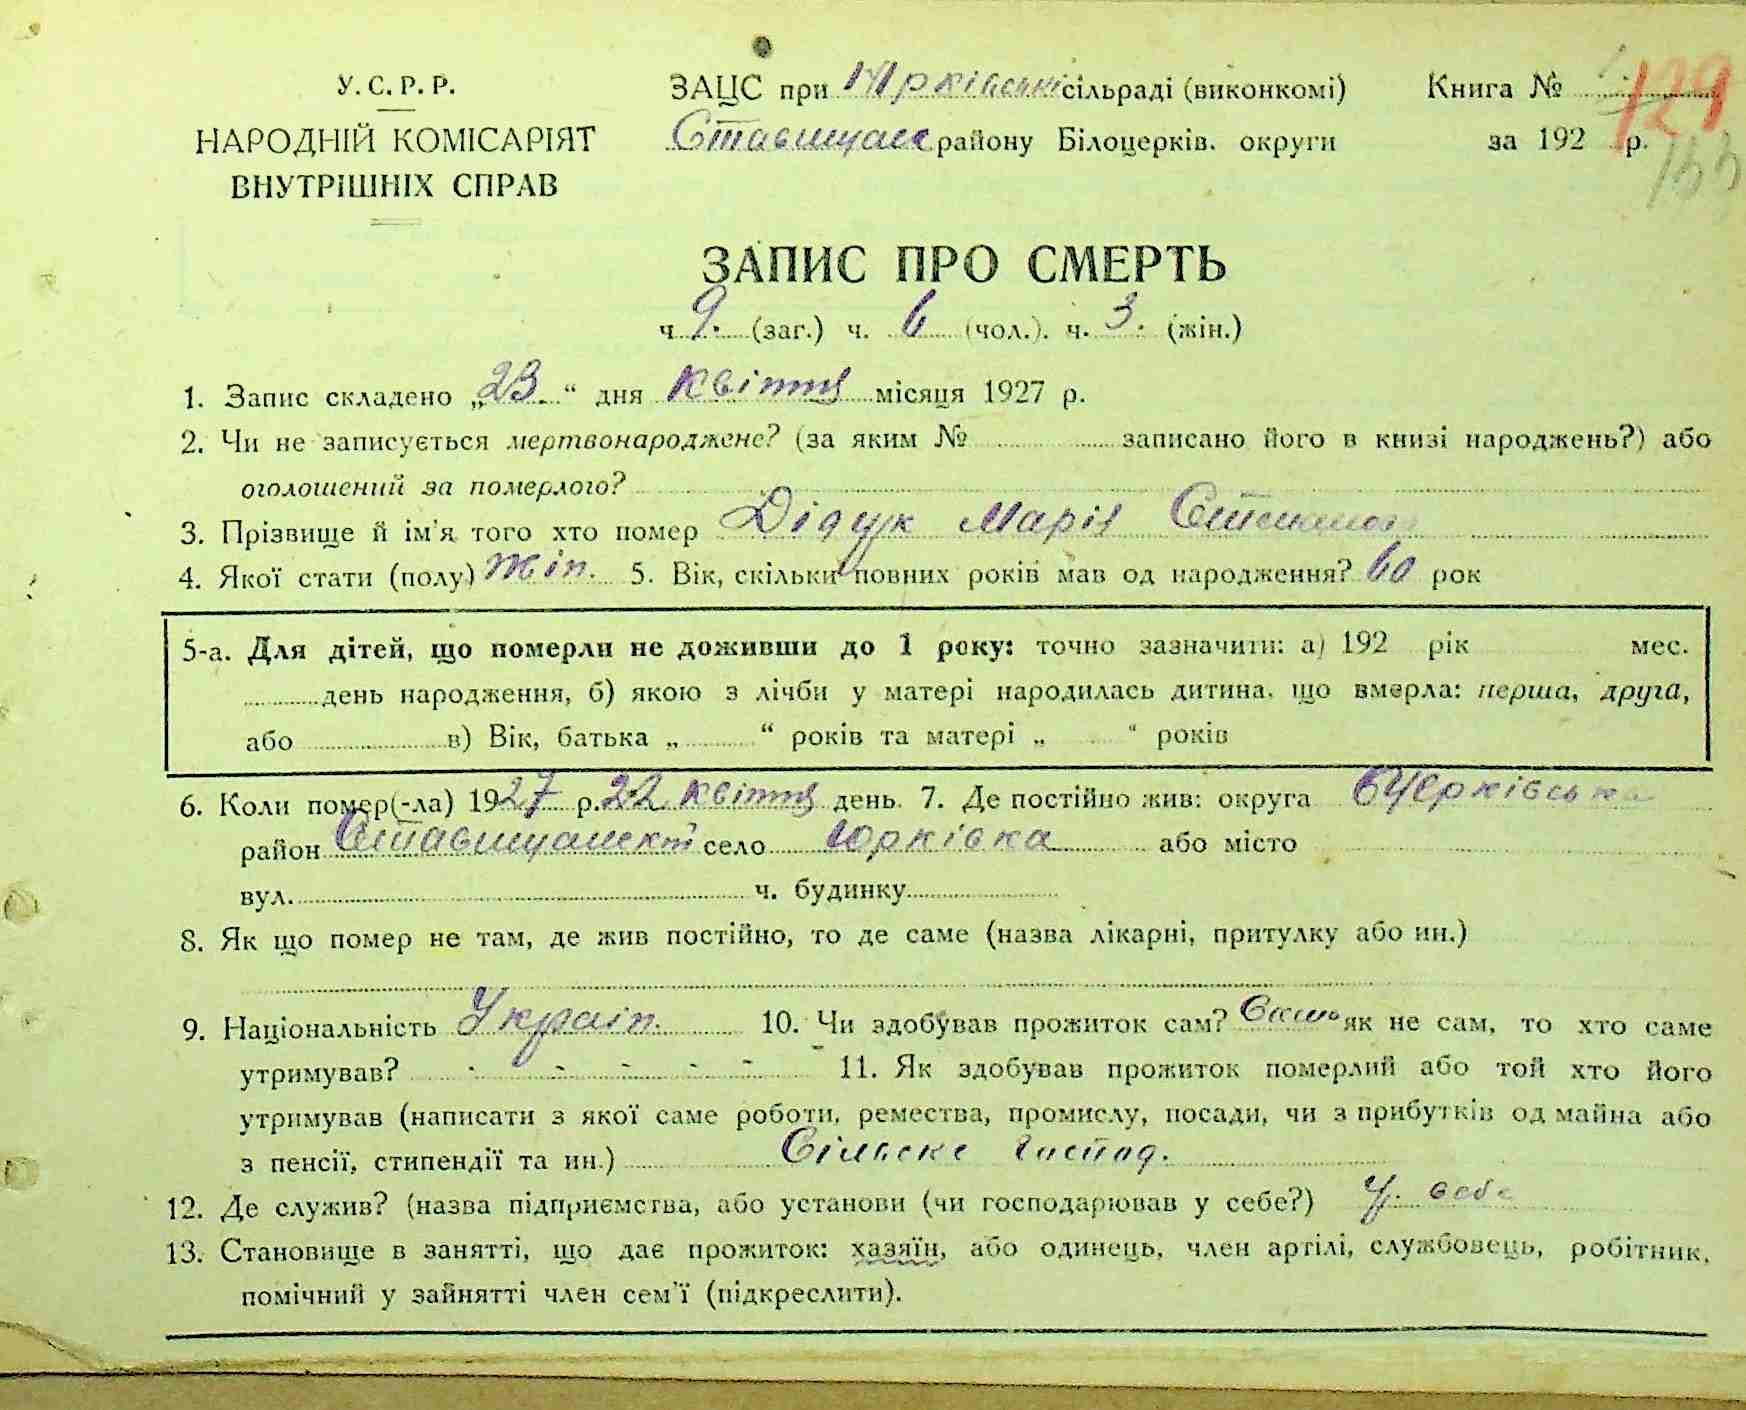 У.С.Р.Р.
НАРОДНІЙ КОМІСАРІЯТ
ВНУТРІШНІХ СПРАВ
ЗАЦС при Юрківські сільраді (виконкомі)
Ставищан. району Білоцерків. округи
Книга №
129
за 192 р.
133
ЗАПИС ПРО СМЕРТЬ
ч. 9. (заг.) ч. 6 (чол.). ч. 3. (жін.)
1. Запис складено „23." дня квітня місяця 1927 р.
2. Чи не записується мертвонароджене? (за яким № записано його в книзі народжень?) або
оголошений за померлого?
3. Прізвище й ім'я того хто помер Дідук Марія
4. Якої стати (полу) жін. 5. Вік, скільки повних років мав од народження? 60 рок
5-а. Для дітей, що померли не доживши до 1 року: точно зазначити: а) 192 рік мес.
день народження, б) якою з лічби у матері народилась дитина, що вмерла: перша, друга,
або в) Вік, батька „ " років та матері „ " років
6. Коли помер(-ла) 1927 р. 22 квітня день. 7. Де постійно жив: округа БЦерківська
район село Юрківка або місто
вул. ч. будинку
8. Як що помер не там, де жив постійно, то де саме (назва лікарні, притулку або ин.)
9. Національність Україн. 10. Чи здобував прожиток сам? Сам як не сам, то хто саме
утримував? - - - - - - 11. Як здобував прожиток померлий або той хто його
утримував (написати з якої саме роботи, ремества, промислу, посади, чи з прибутків од майна або
з пенсії, стипендії та ин.) Сільське господ.
12. Де служив? (назва підприємства, або установи (чи господарював у себе?) У себе
13. Становище в занятті, що дає прожиток: хазяїн, або одинець, член артілі, службовець, робітник,
помічний у зайнятті член сем'ї (підкреслити).